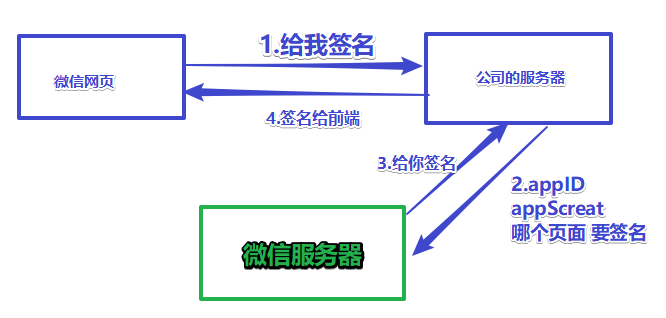 1.给我签名
微信网页
公司的服务器
4.签名给前端
3.给你签名
2.appID
appScreat
哪个页面 要签名
微信服务器